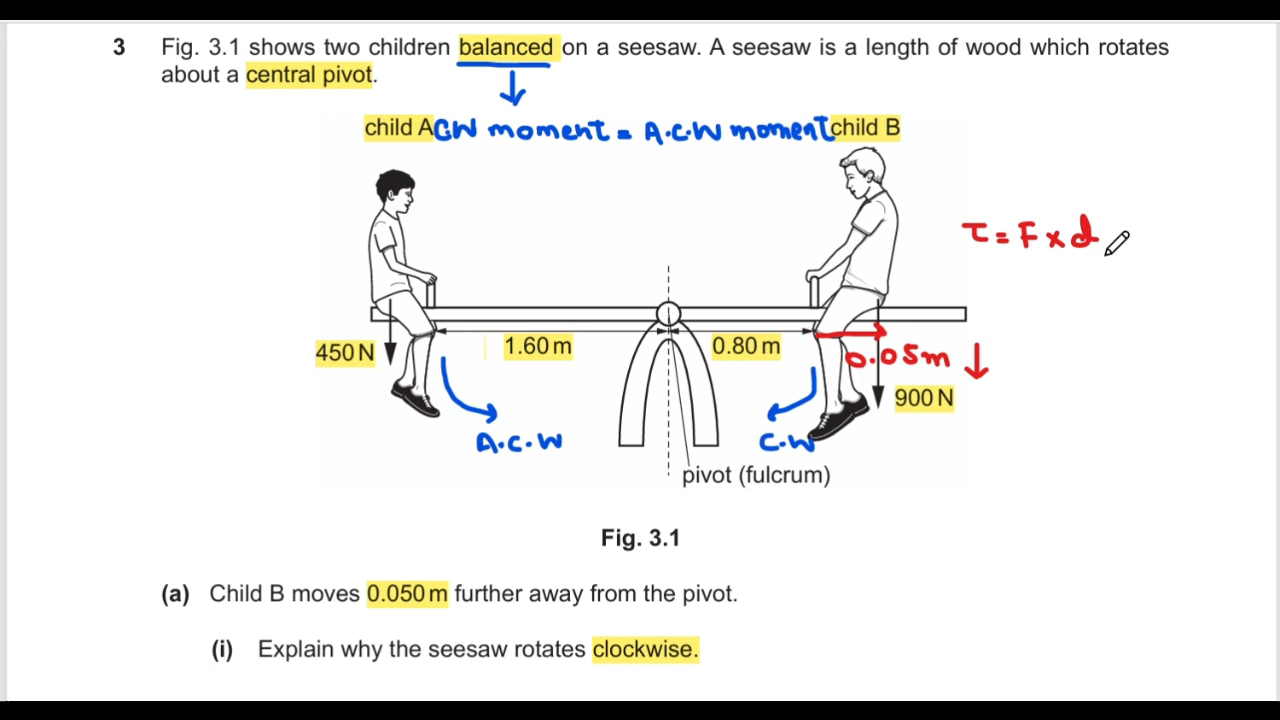 3 Fig. 3.1 shows two children balanced on a seesaw. A seesaw is a length of wood which rotates
about a central pivot.
child A CW moment = A.C.W moment child B
τ = F x d
450 N 1.60 m 0.80 m 0.05m ↓
900 N
A.C.W C.W
pivot (fulcrum)
Fig. 3.1
(a) Child B moves 0.050 m further away from the pivot.
(i) Explain why the seesaw rotates clockwise.